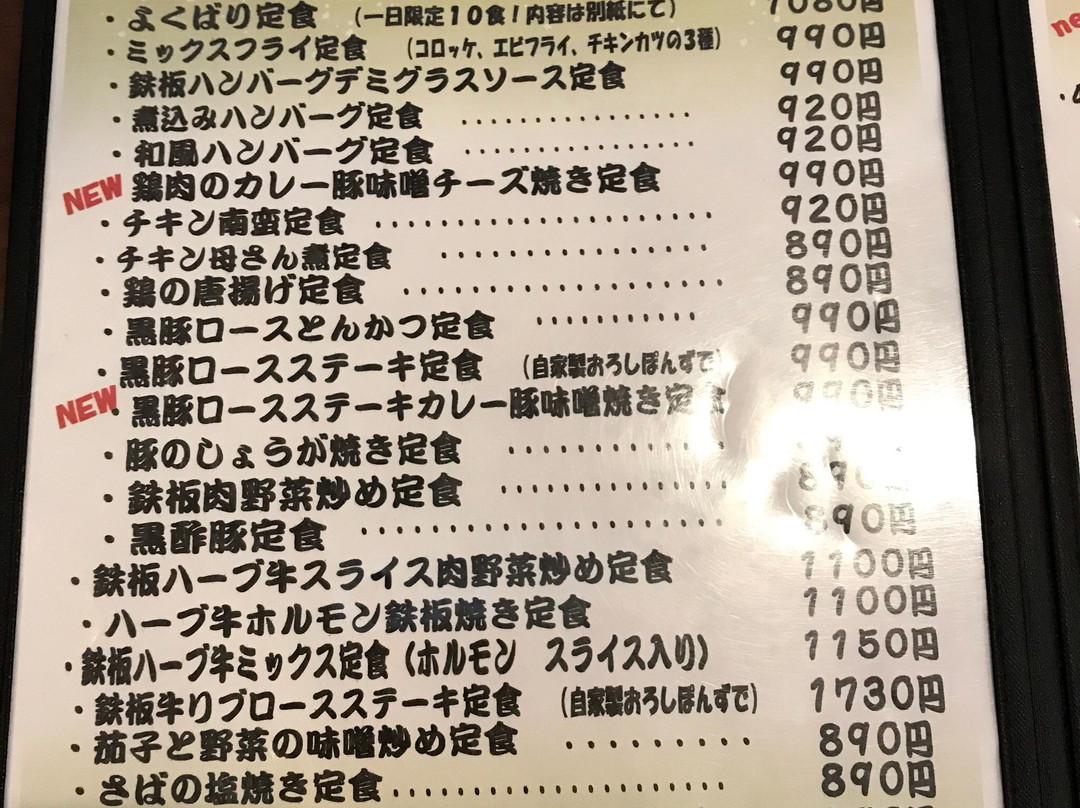 ・よくばり定食 (一日限定10食!内容は別紙にて) 1080円
・ミックスフライ定食 (コロッケ、エビフライ、チキンカツの3種) 990円
・鉄板ハンバーグデミグラスソース定食 990円
・煮込みハンバーグ定食 ................ 920円
・和風ハンバーグ定食 ................ 920円
NEW 鶏肉のカレー豚味噌チーズ焼き定食 990円
・チキン南蛮定食 ........................ 920円
・チキン母さん煮定食 .................... 890円
・鶏の唐揚げ定食 ...................... 890円
・黒豚ロースとんかつ定食 ........... 990円
・黒豚ロースステーキ定食 (自家製おろしぽんずで) 990円
NEW ・黒豚ロースステーキカレー豚味噌焼き定食 990円
・豚のしょうが焼き定食 ...............
・鉄板肉野菜炒め定食 ............... 890円
・黒酢豚定食 ......................... 890円
・鉄板ハーブ牛スライス肉野菜炒め定食 1100円
・ハーブ牛ホルモン鉄板焼き定食 1100円
・鉄板ハーブ牛ミックス定食(ホルモン スライス入り) 1150円
・鉄板牛リブロースステーキ定食 (自家製おろしぽんずで) 1730円
・茄子と野菜の味噌炒め定食 .......... 890円
・さばの塩焼き定食 ..................... 890円
new